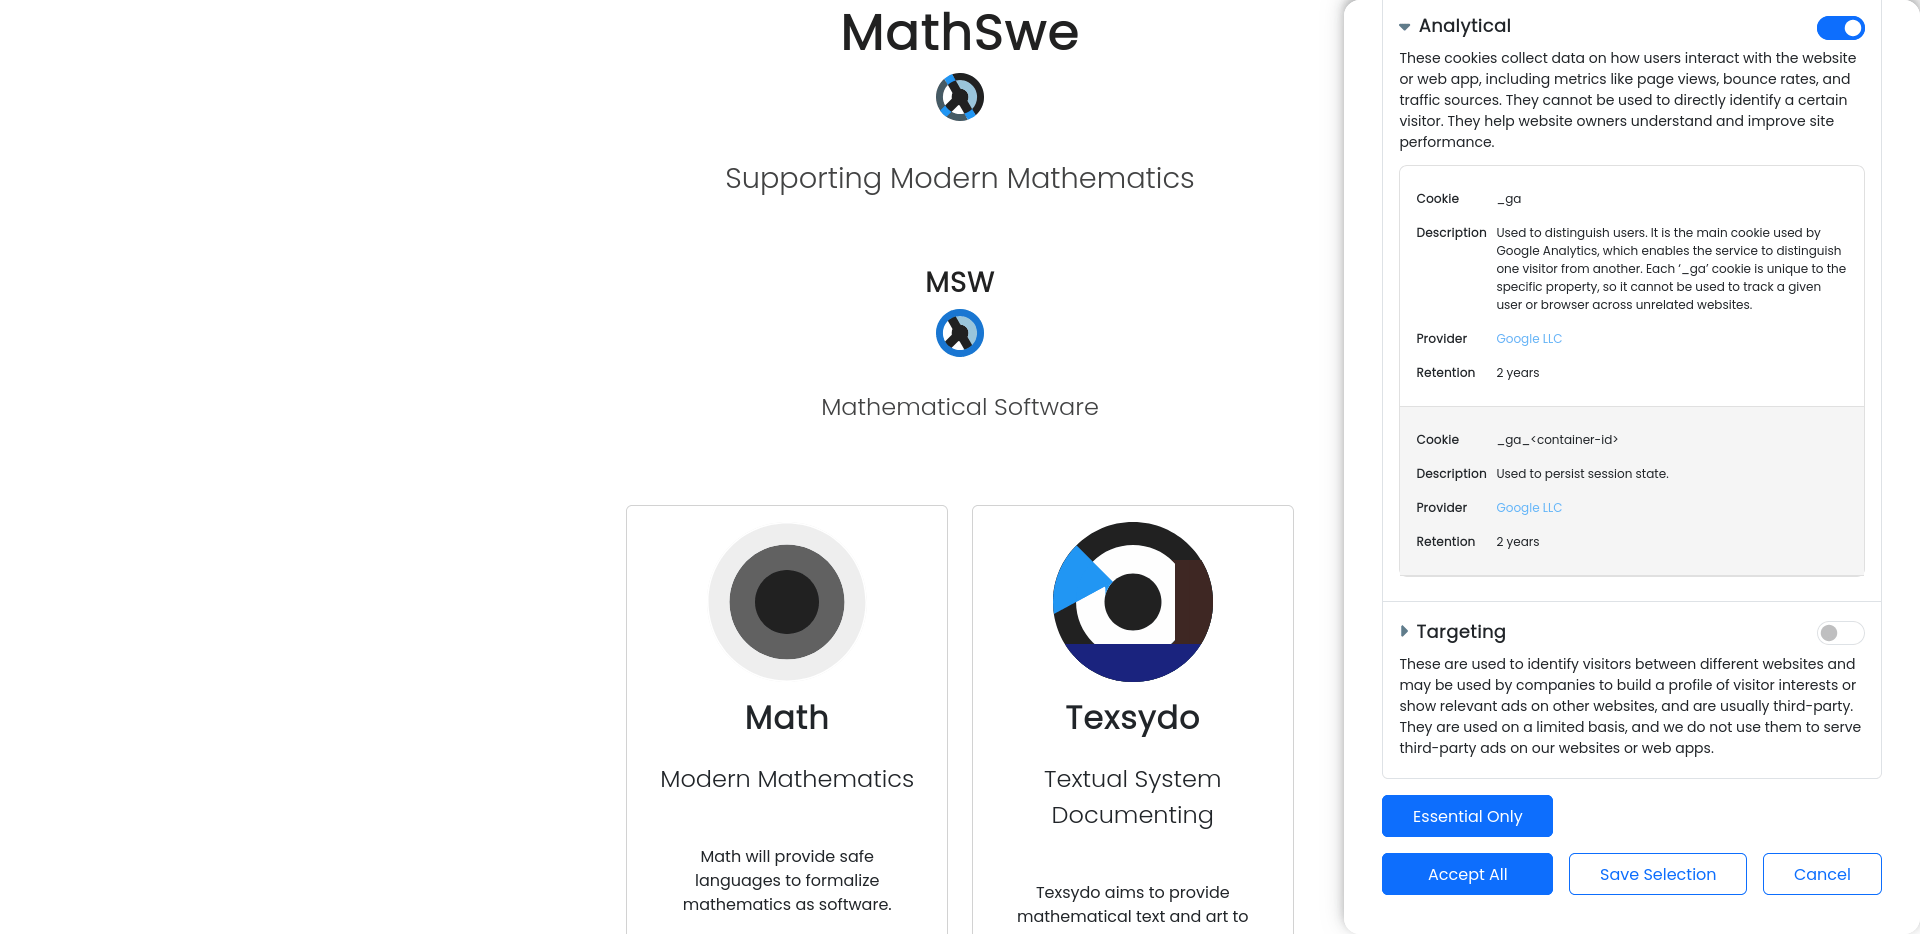 MathSwe
Supporting Modern Mathematics
MSW
Mathematical Software
Math
Modern Mathematics
Math will provide safe
languages to formalize
mathematics as software.
Texsydo
Textual System
Documenting
Texsydo aims to provide
mathematical text and art to
Analytical
These cookies collect data on how users interact with the website
or web app, including metrics like page views, bounce rates, and
traffic sources. They cannot be used to directly identify a certain
visitor. They help website owners understand and improve site
performance.
Cookie _ga
Description Used to distinguish users. It is the main cookie used by
Google Analytics, which enables the service to distinguish
one visitor from another. Each ‘_ga’ cookie is unique to the
specific property, so it cannot be used to track a given
user or browser across unrelated websites.
Provider Google LLC
Retention 2 years
Cookie _ga_<container-id>
Description Used to persist session state.
Provider Google LLC
Retention 2 years
Targeting
These are used to identify visitors between different websites and
may be used by companies to build a profile of visitor interests or
show relevant ads on other websites, and are usually third-party.
They are used on a limited basis, and we do not use them to serve
third-party ads on our websites or web apps.
Essential Only
Accept All Save Selection Cancel